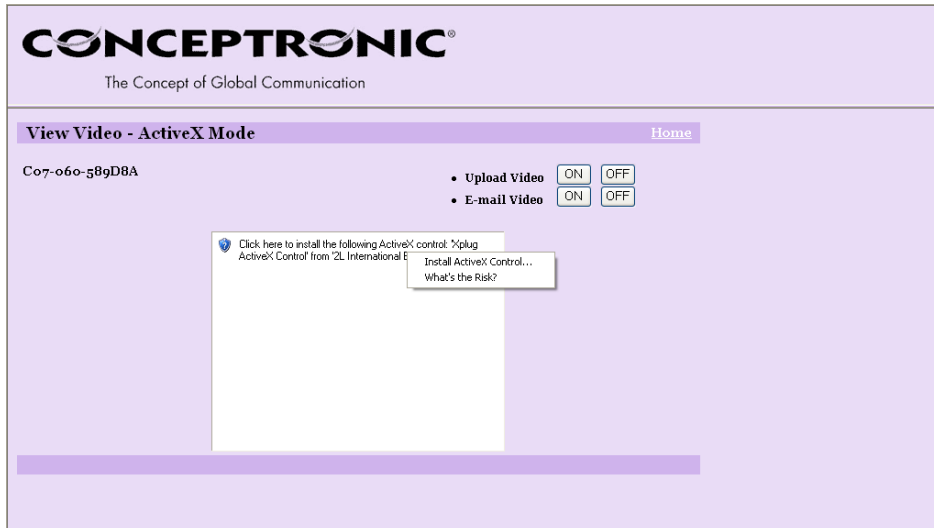 CONCEPTRONIC®
The Concept of Global Communication
View Video - ActiveX Mode
Home
C07-060-589D8A
• Upload Video ON OFF
• E-mail Video ON OFF
Click here to install the following ActiveX control: 'Xplug
ActiveX Control' from '2L International
Install ActiveX Control...
What's the Risk?